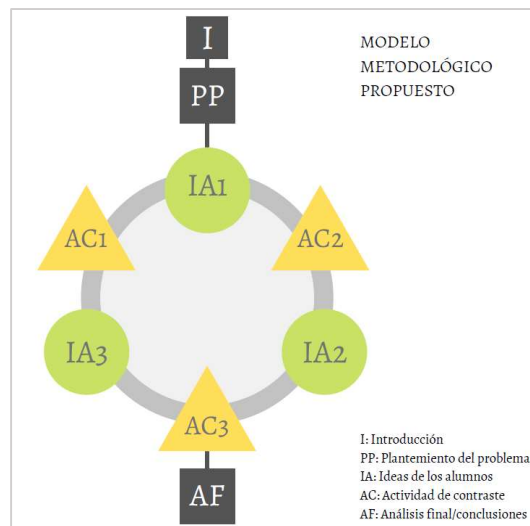 I
MODELO
METODOLÓGICO
PROPUESTO
PP
IA1
AC1
AC2
IA3
IA2
AC3
AF
I: Introducción
PP: Plantemiento del problema
IA: Ideas de los alumnos
AC: Actividad de contraste
AF: Análisis final/conclusiones